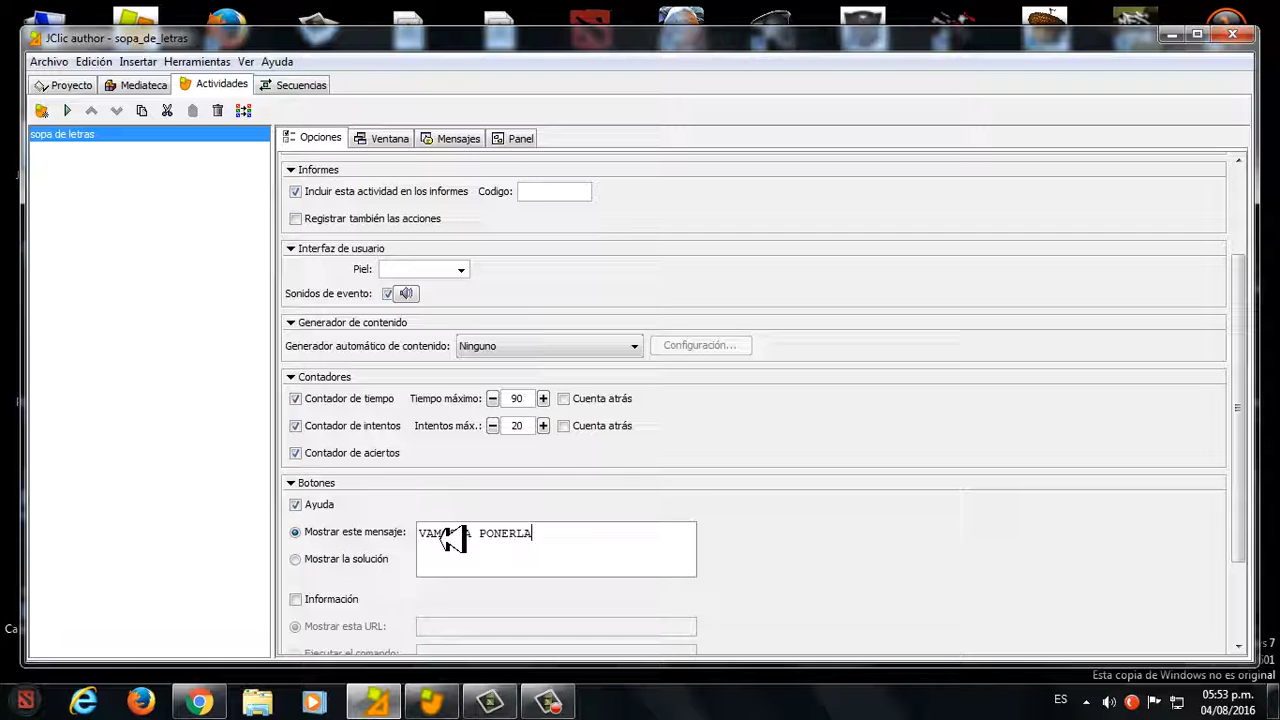 JClic author - sopa_de_letras
Archivo Edición Insertar Herramientas Ver Ayuda
Proyecto Mediateca Actividades Secuencias
sopa de letras
Opciones Ventana Mensajes Panel
Informes
Incluir esta actividad en los informes Codigo:
Registrar también las acciones
Interfaz de usuario
Piel:
Sonidos de evento:
Generador de contenido
Generador automático de contenido: Ninguno Configuración...
Contadores
Contador de tiempo Tiempo máximo: 90 Cuenta atrás
Contador de intentos Intentos máx.: 20 Cuenta atrás
Contador de aciertos
Botones
Ayuda
Mostrar este mensaje: PONERLA
Mostrar la solución
Información
Mostrar esta URL:
Ejecutar el comando:
Esta copia de Windows no es original
ES 05:53 p.m.
04/08/2016